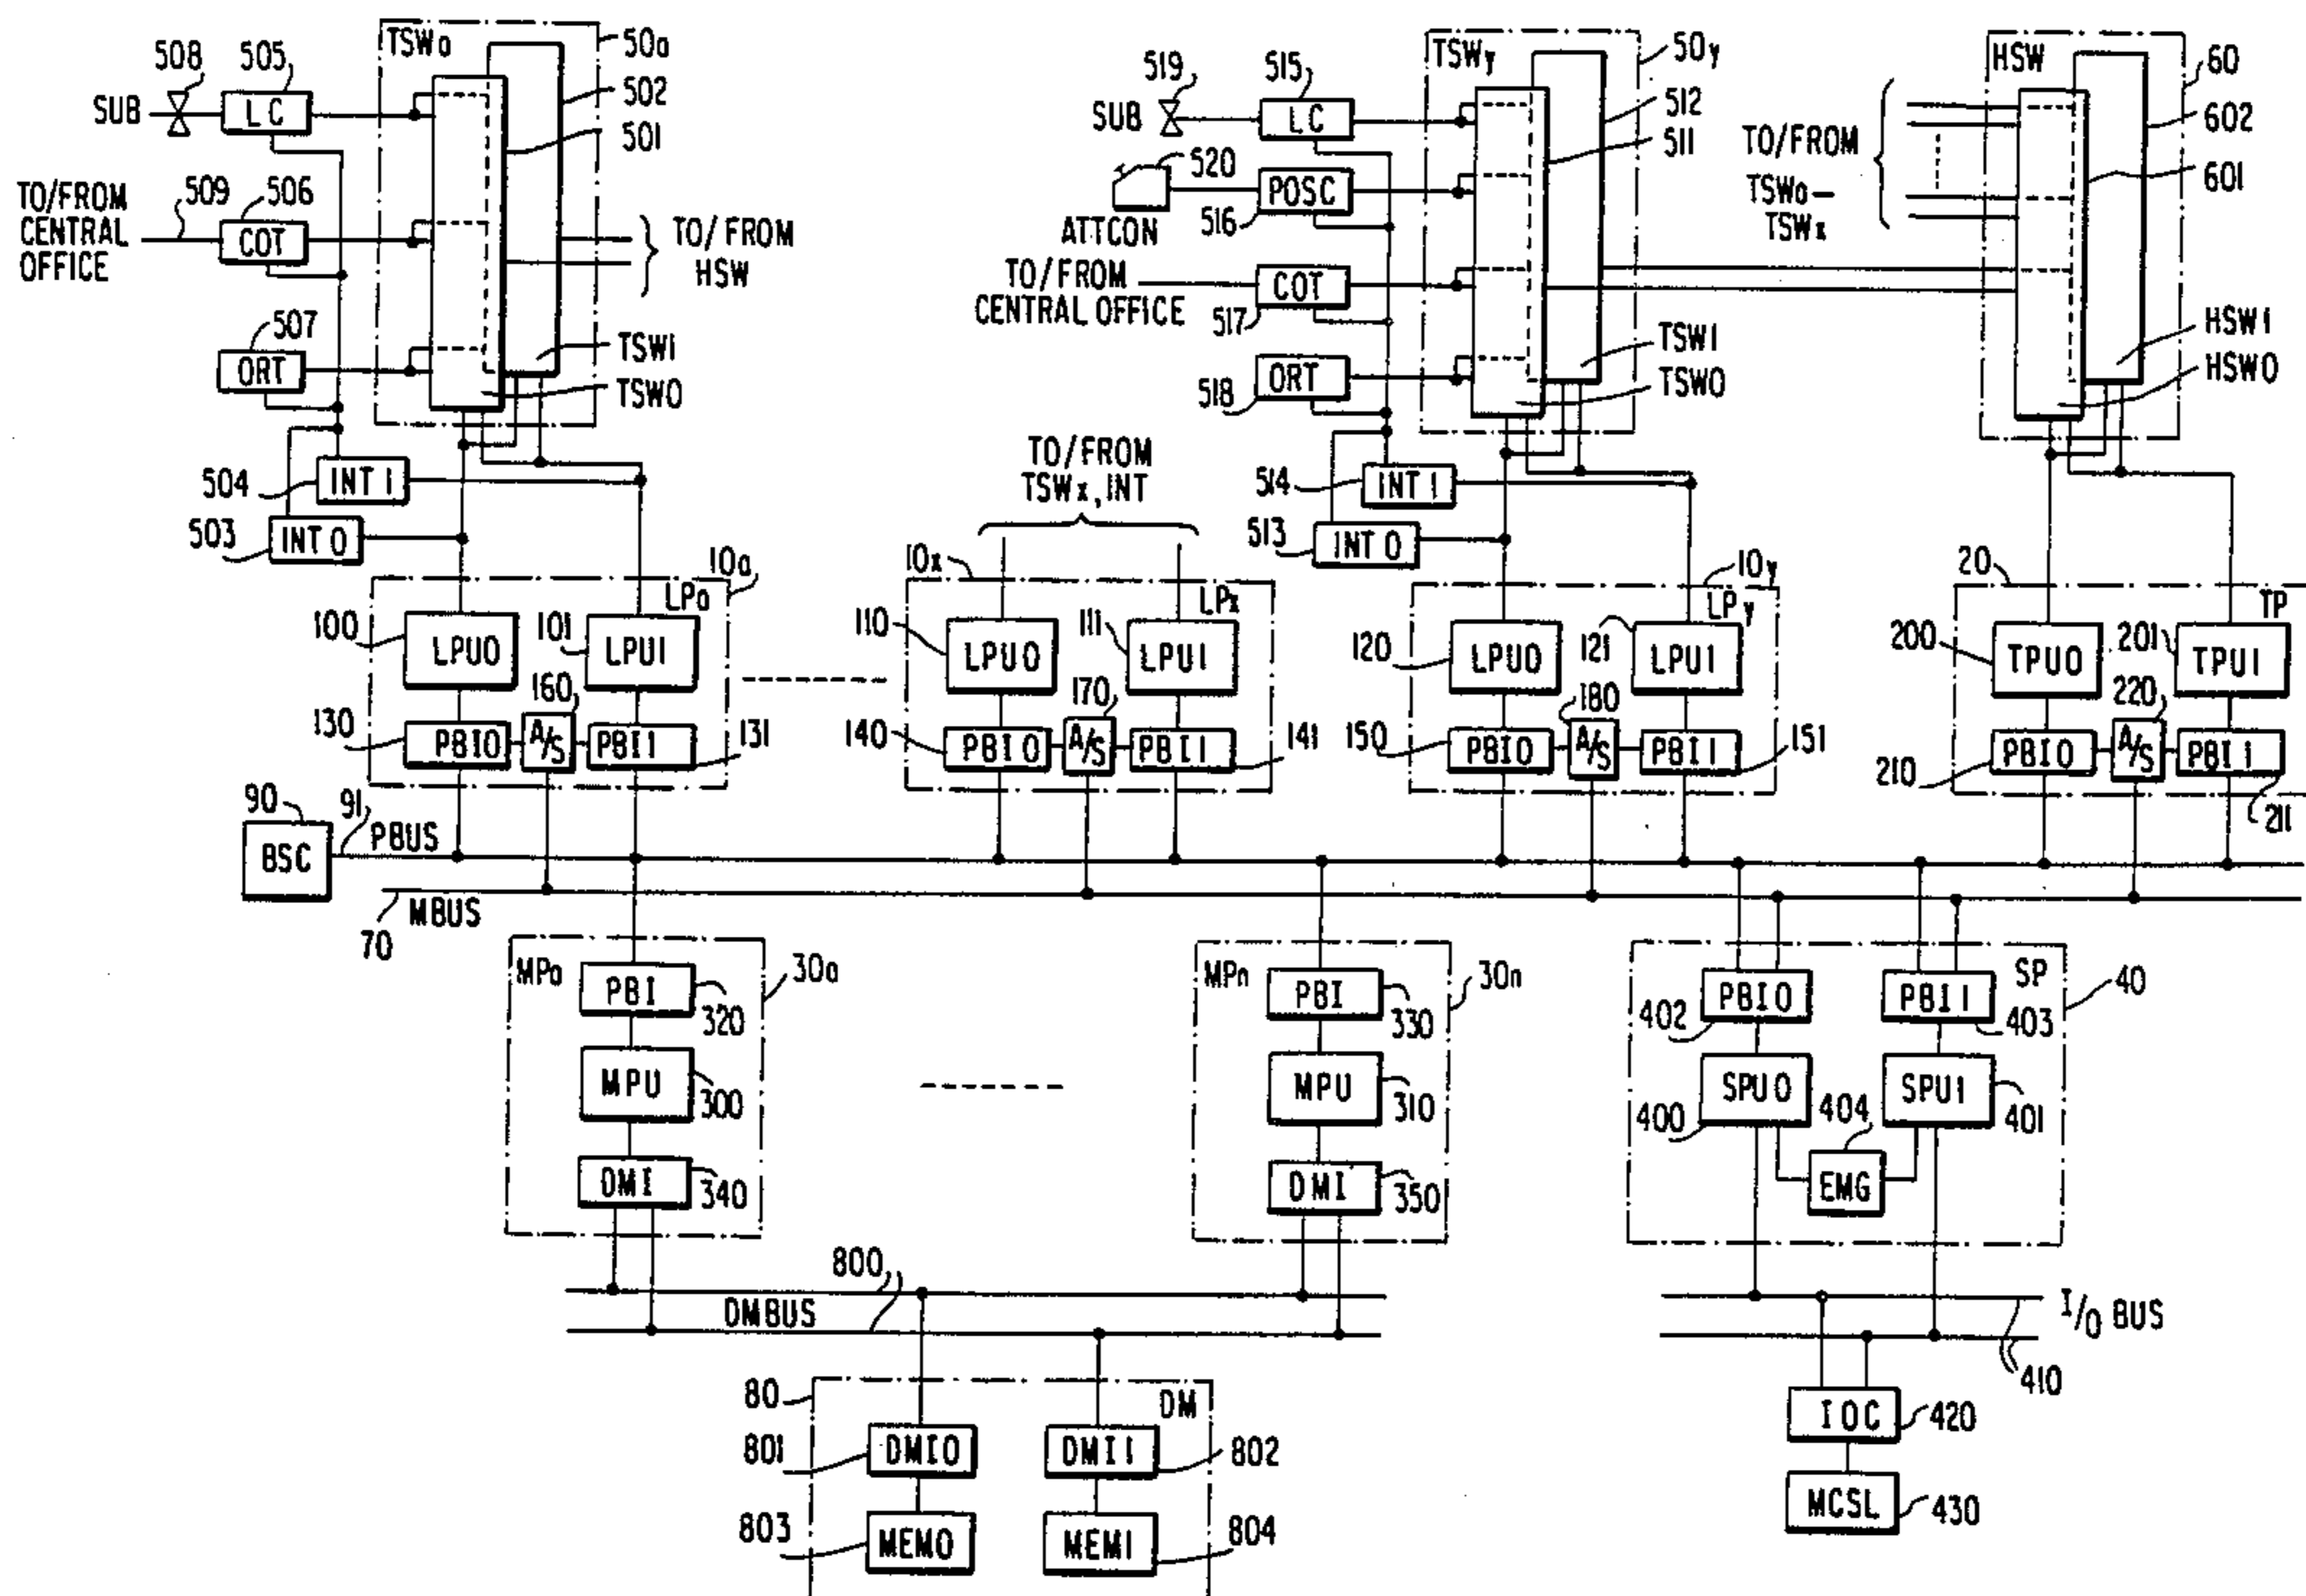 508
505
TSWo
50a
502
501
SUB
LC
TO/FROM
CENTRAL
OFFICE
509
506
COT
TO/FROM
HSW
507
ORT
TSW1
TSW0
504
INT 1
503
INT 0
519
515
TSWy
50y
512
511
SUB
LC
520
POSC
516
ATTCON
TO/FROM
CENTRAL OFFICE
COT
517
518
ORT
TSW1
TSW0
TO/FROM
TSWx, INT
514
INT 1
513
INT 0
HSW
60
602
601
TO/FROM
TSWo-
TSWx
HSW1
HSW0
10a
LPo
100
LPU0
101
LPU1
160
130
PBI0
A/S
PBI1
131
10x
LPx
110
LPU0
111
LPU1
170
140
PBI0
A/S
PBI1
141
10y
LPy
120
LPU0
121
LPU1
180
150
PBI0
A/S
PBI1
151
20
TP
200
TPU0
201
TPU1
220
210
PBI0
A/S
PBI1
211
90
BSC
91
PBUS
MBUS
70
MPo
30a
PBI
320
MPU
300
DMI
340
MPn
30n
PBI
330
MPU
310
DMI
350
SP
40
PBI0
402
PBI1
403
SPU0
400
404
SPU1
401
EMG
800
DMBUS
I/O BUS
410
80
DM
801
DMI0
DMI1
802
803
MEM0
MEM1
804
IOC
420
MCSL
430